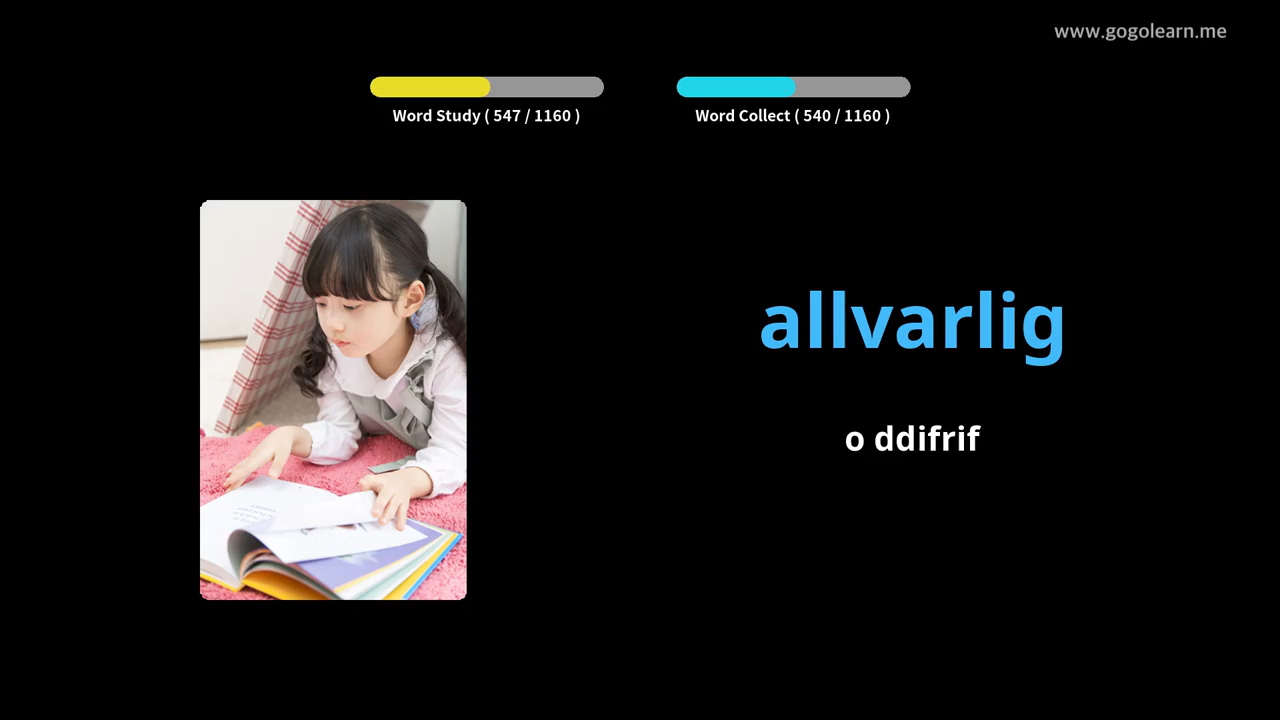 www.gogolearn.me
Word Study ( 547 / 1160 )
Word Collect ( 540 / 1160 )
allvarlig
o ddifrif